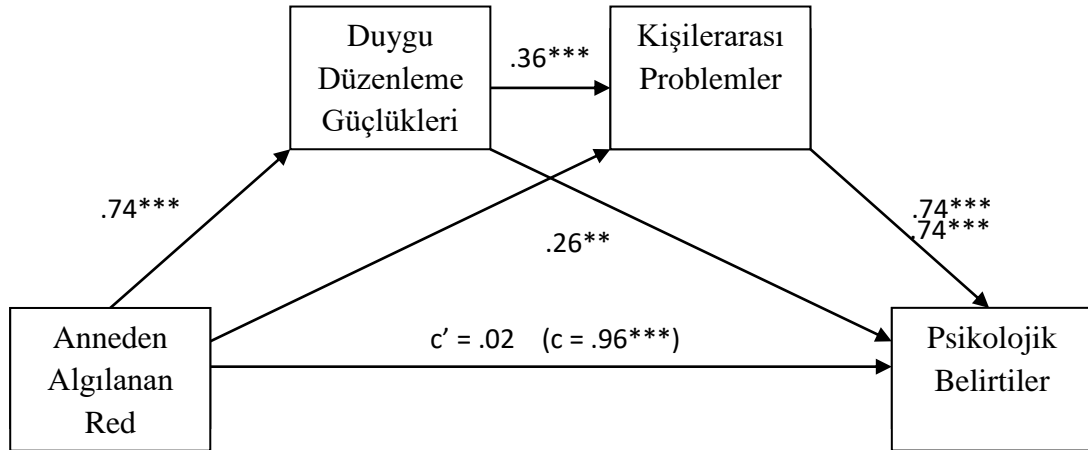 Duygu
Düzenleme
Güçlükleri
.36***
Kişilerarası
Problemler
.74***
.26**
.74***
.74***
Anneden
Algılanan
Red
c’ = .02 (c = .96***)
Psikolojik
Belirtiler